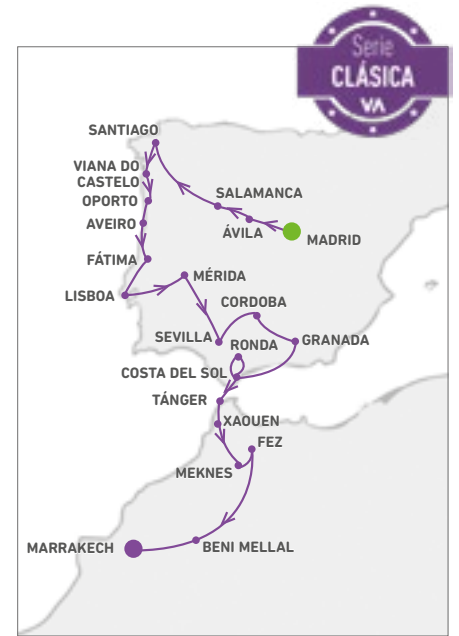 Serie
CLÁSICA
VA
SANTIAGO
VIANA DO
CASTELO
OPORTO
AVEIRO
FÁTIMA
LISBOA
SALAMANCA
ÁVILA
MADRID
MÉRIDA
CORDOBA
SEVILLA
RONDA
GRANADA
COSTA DEL SOL
TÁNGER
XAOUEN
FEZ
MEKNES
BENI MELLAL
MARRAKECH